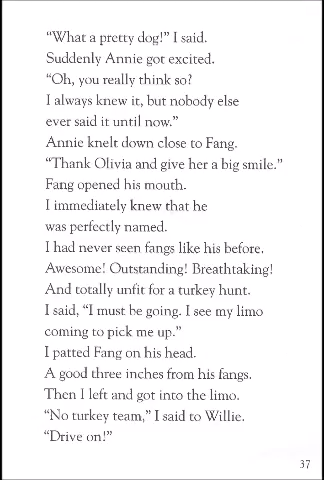 “What a pretty dog!” I said.
Suddenly Annie got excited.
“Oh, you really think so?
I always knew it, but nobody else
ever said it until now.”
Annie knelt down close to Fang.
“Thank Olivia and give her a big smile.”
Fang opened his mouth.
I immediately knew that he
was perfectly named.
I had never seen fangs like his before.
Awesome! Outstanding! Breathtaking!
And totally unfit for a turkey hunt.
I said, “I must be going. I see my limo
coming to pick me up.”
I patted Fang on his head.
A good three inches from his fangs.
Then I left and got into the limo.
“No turkey team,” I said to Willie.
“Drive on!”
37